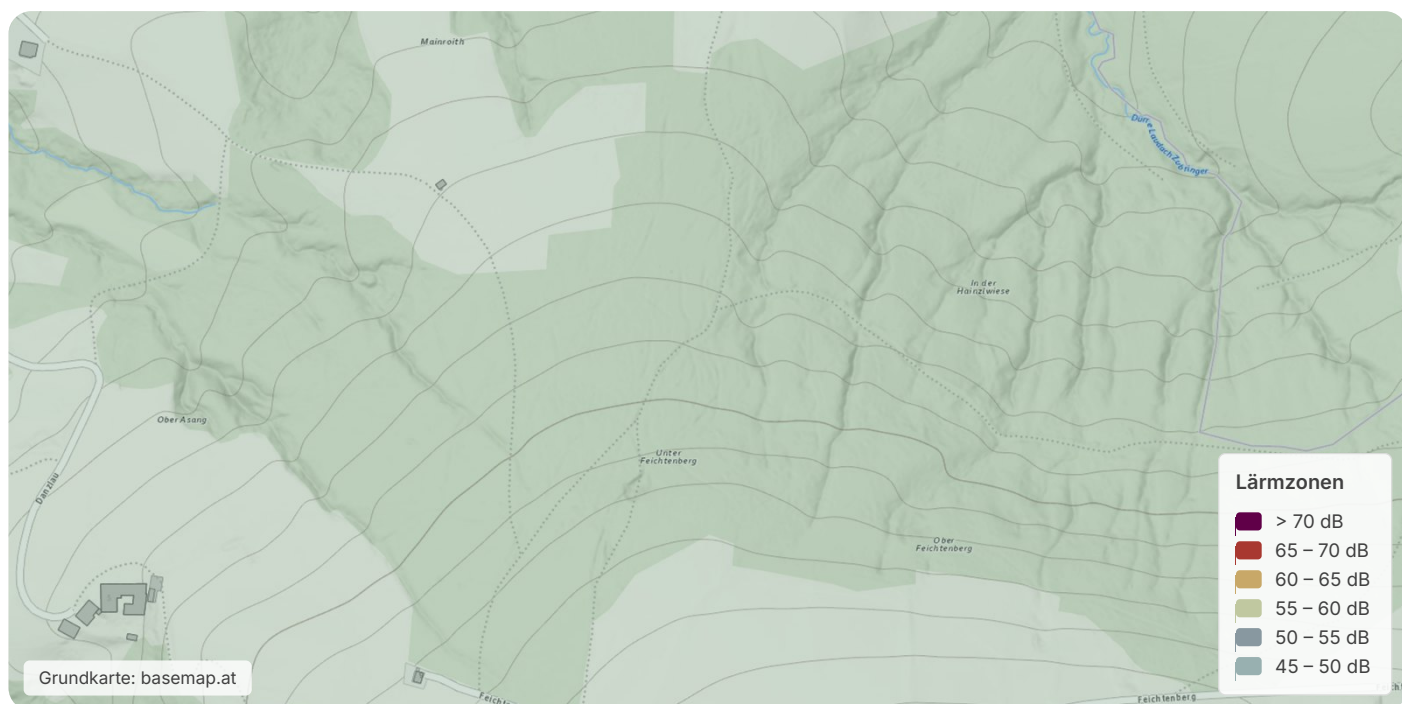 Mainroith
Dürre Laudach Zubringer
In der
Hainzlwiese
Ober Asang
Unter
Feichtenberg
Danzlau
Ober
Feichtenberg
Lärmzonen
> 70 dB
65 – 70 dB
60 – 65 dB
55 – 60 dB
50 – 55 dB
45 – 50 dB
Grundkarte: basemap.at
Feichtenberg